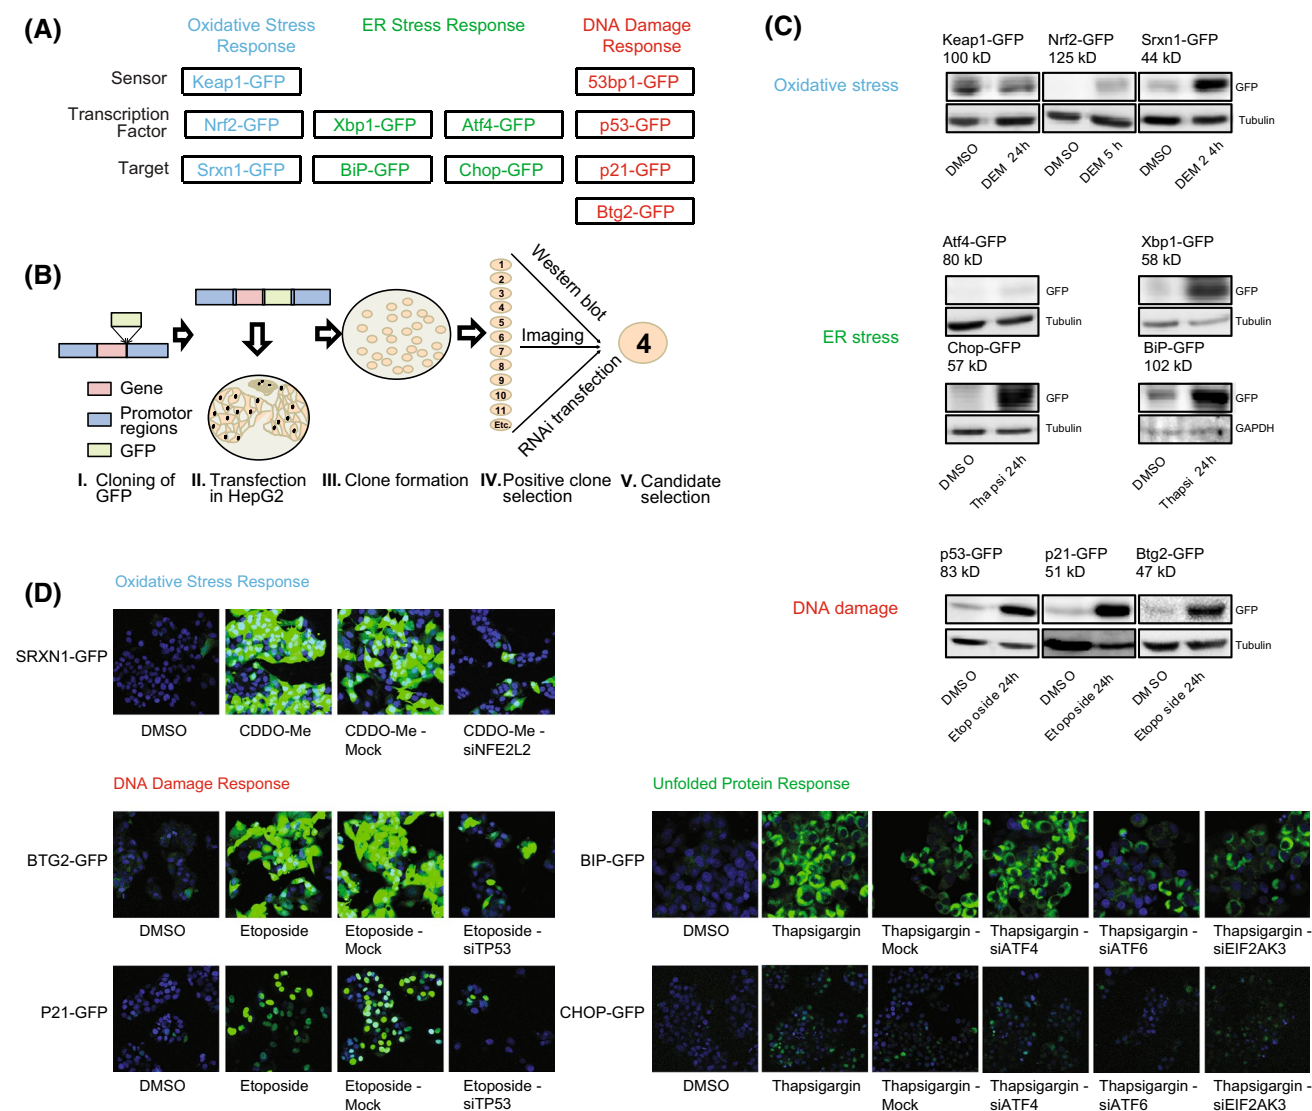 (A)
Oxidative Stress Response
ER Stress Response
DNA Damage Response
Sensor
Keap1-GFP
53bp1-GFP
Transcription Factor
Nrf2-GFP
Xbp1-GFP
Atf4-GFP
p53-GFP
Target
Srxn1-GFP
BiP-GFP
Chop-GFP
p21-GFP
Btg2-GFP
(B)
Gene
Promotor regions
GFP
1
2
3
4
5
6
7
8
9
10
11
Etc.
Western blot
Imaging
RNAi transfection
4
I. Cloning of GFP
II. Transfection in HepG2
III. Clone formation
IV. Positive clone selection
V. Candidate selection
(C)
Oxidative stress
Keap1-GFP
100 kD
Nrf2-GFP
125 kD
Srxn1-GFP
44 kD
GFP
Tubulin
DMSO
DEM 24h
DMSO
DEM 5 h
DMSO
DEM 2 4h
ER stress
Atf4-GFP
80 kD
GFP
Tubulin
Xbp1-GFP
58 kD
GFP
Tubulin
Chop-GFP
57 kD
GFP
Tubulin
DMSO
Thapsi 24h
BiP-GFP
102 kD
GFP
GAPDH
DMSO
Thapsi 24h
DNA damage
p53-GFP
83 kD
p21-GFP
51 kD
Btg2-GFP
47 kD
GFP
Tubulin
DMSO
Etoposide 24h
DMSO
Etoposide 24h
DMSO
Etoposide 24h
(D)
Oxidative Stress Response
SRXN1-GFP
DMSO
CDDO-Me
CDDO-Me - Mock
CDDO-Me - siNFE2L2
DNA Damage Response
BTG2-GFP
DMSO
Etoposide
Etoposide - Mock
Etoposide - siTP53
P21-GFP
DMSO
Etoposide
Etoposide - Mock
Etoposide - siTP53
Unfolded Protein Response
BIP-GFP
DMSO
Thapsigargin
Thapsigargin - Mock
Thapsigargin - siATF4
Thapsigargin - siATF6
Thapsigargin - siEIF2AK3
CHOP-GFP
DMSO
Thapsigargin
Thapsigargin - Mock
Thapsigargin - siATF4
Thapsigargin - siATF6
Thapsigargin - siEIF2AK3